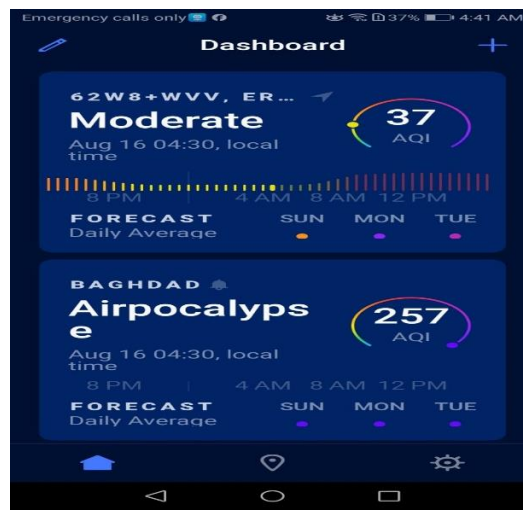 Emergency calls only 37% 4:41 AM
Dashboard
62W8+WVV, ER...
Moderate
Aug 16 04:30, local
time
37
AQI
8 PM 4 AM 8 AM 12 PM
FORECAST SUN MON TUE
Daily Average
BAGHDAD
Airpocalyps
e
Aug 16 04:30, local
time
257
AQI
8 PM 4 AM 8 AM 12 PM
FORECAST SUN MON TUE
Daily Average